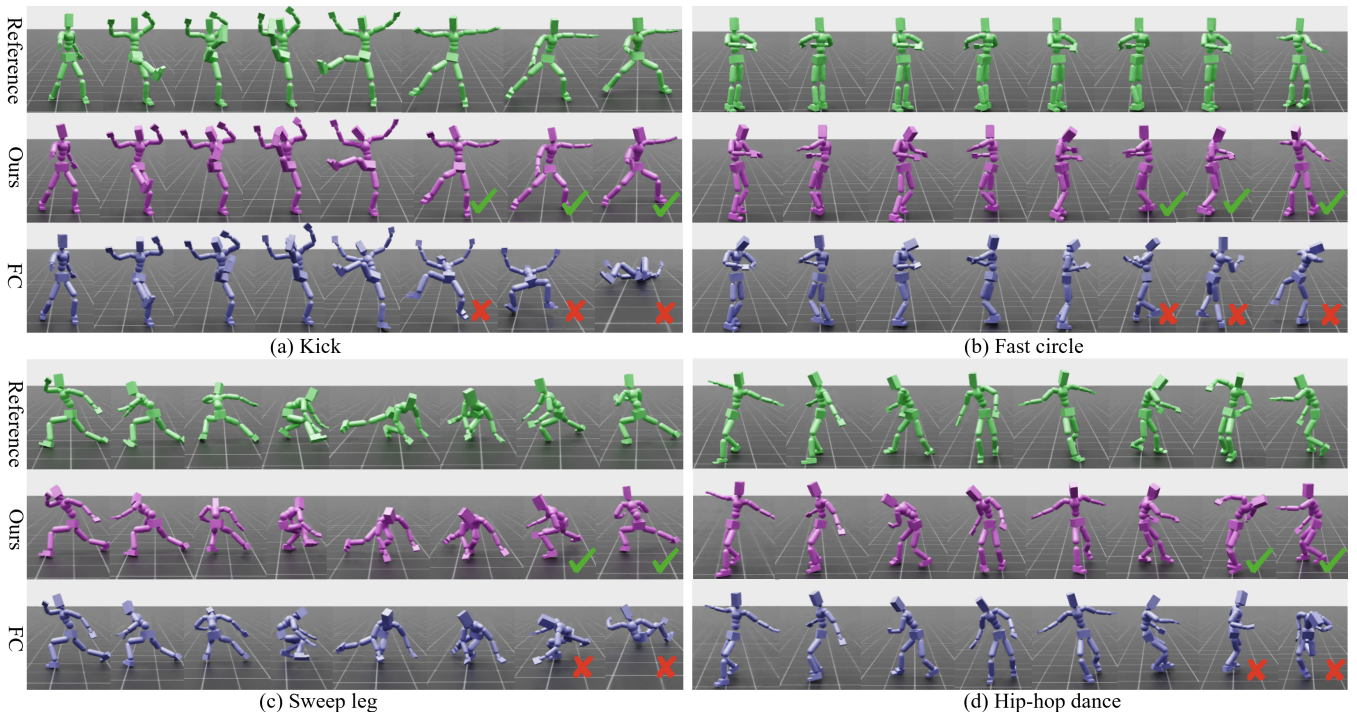 Reference
Ours
FC
(a) Kick
(b) Fast circle
Reference
Ours
FC
(c) Sweep leg
(d) Hip-hop dance